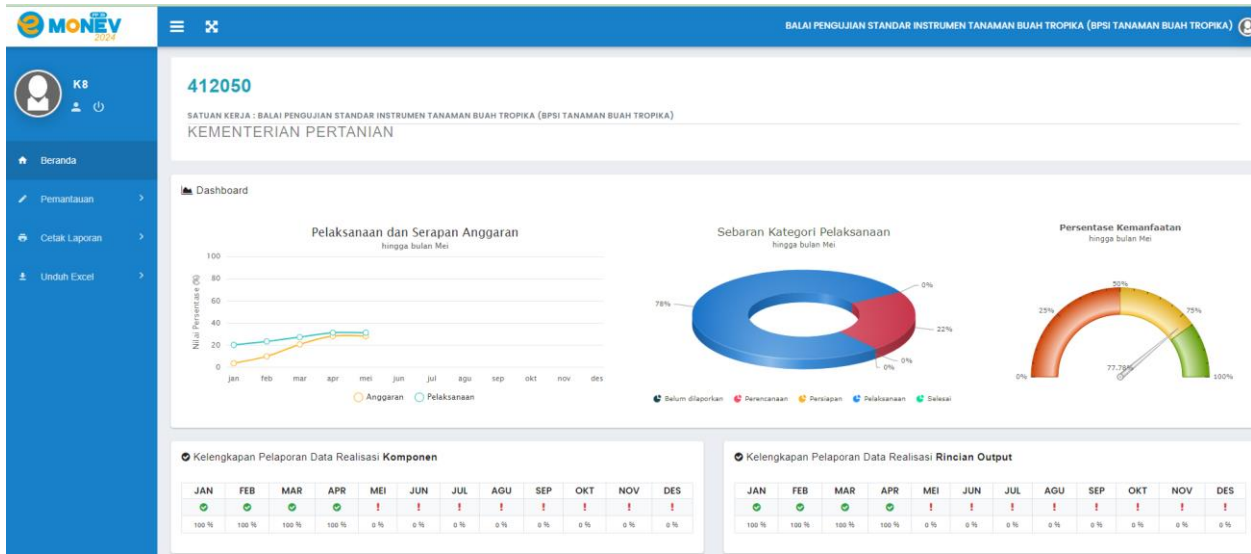 e MONEV
2024
BALAI PENGUJIAN STANDAR INSTRUMEN TANAMAN BUAH TROPIKA (BPSI TANAMAN BUAH TROPIKA)
K8
Beranda
Pemantauan
Cetak Laporan
Unduh Excel
412050
SATUAN KERJA : BALAI PENGUJIAN STANDAR INSTRUMEN TANAMAN BUAH TROPIKA (BPSI TANAMAN BUAH TROPIKA)
KEMENTERIAN PERTANIAN
Dashboard
Pelaksanaan dan Serapan Anggaran
hingga bulan Mei
Nilai Persentase (%)
100
80
60
40
20
0
jan feb mar apr mei jun jul agu sep okt nov des
Anggaran Pelaksanaan
Sebaran Kategori Pelaksanaan
hingga bulan Mei
78%
0%
22%
0%
0%
Belum dilaporkan Perencanaan Persiapan Pelaksanaan Selesai
Persentase Kemanfaatan
hingga bulan Mei
0%
25%
50%
75%
100%
77.78%
Kelengkapan Pelaporan Data Realisasi Komponen
JAN FEB MAR APR MEI JUN JUL AGU SEP OKT NOV DES
! ! ! ! ! ! ! !
100 % 100 % 100 % 100 % 0 % 0 % 0 % 0 % 0 % 0 % 0 % 0 %
Kelengkapan Pelaporan Data Realisasi Rincian Output
JAN FEB MAR APR MEI JUN JUL AGU SEP OKT NOV DES
! ! ! ! ! ! ! !
100 % 100 % 100 % 100 % 0 % 0 % 0 % 0 % 0 % 0 % 0 % 0 %